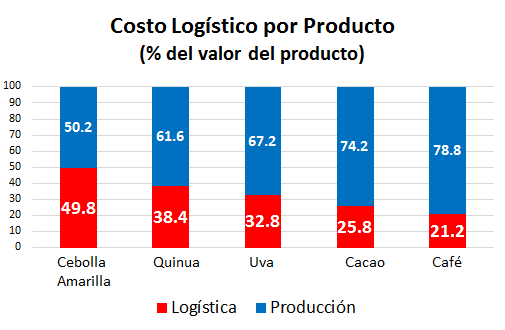 Costo Logístico por Producto
(% del valor del producto)
100
90
80
70
60
50
40
30
20
10
0
50.2
61.6
67.2
74.2
78.8
49.8
38.4
32.8
25.8
21.2
Cebolla Amarilla
Quinua
Uva
Cacao
Café
Logística
Producción